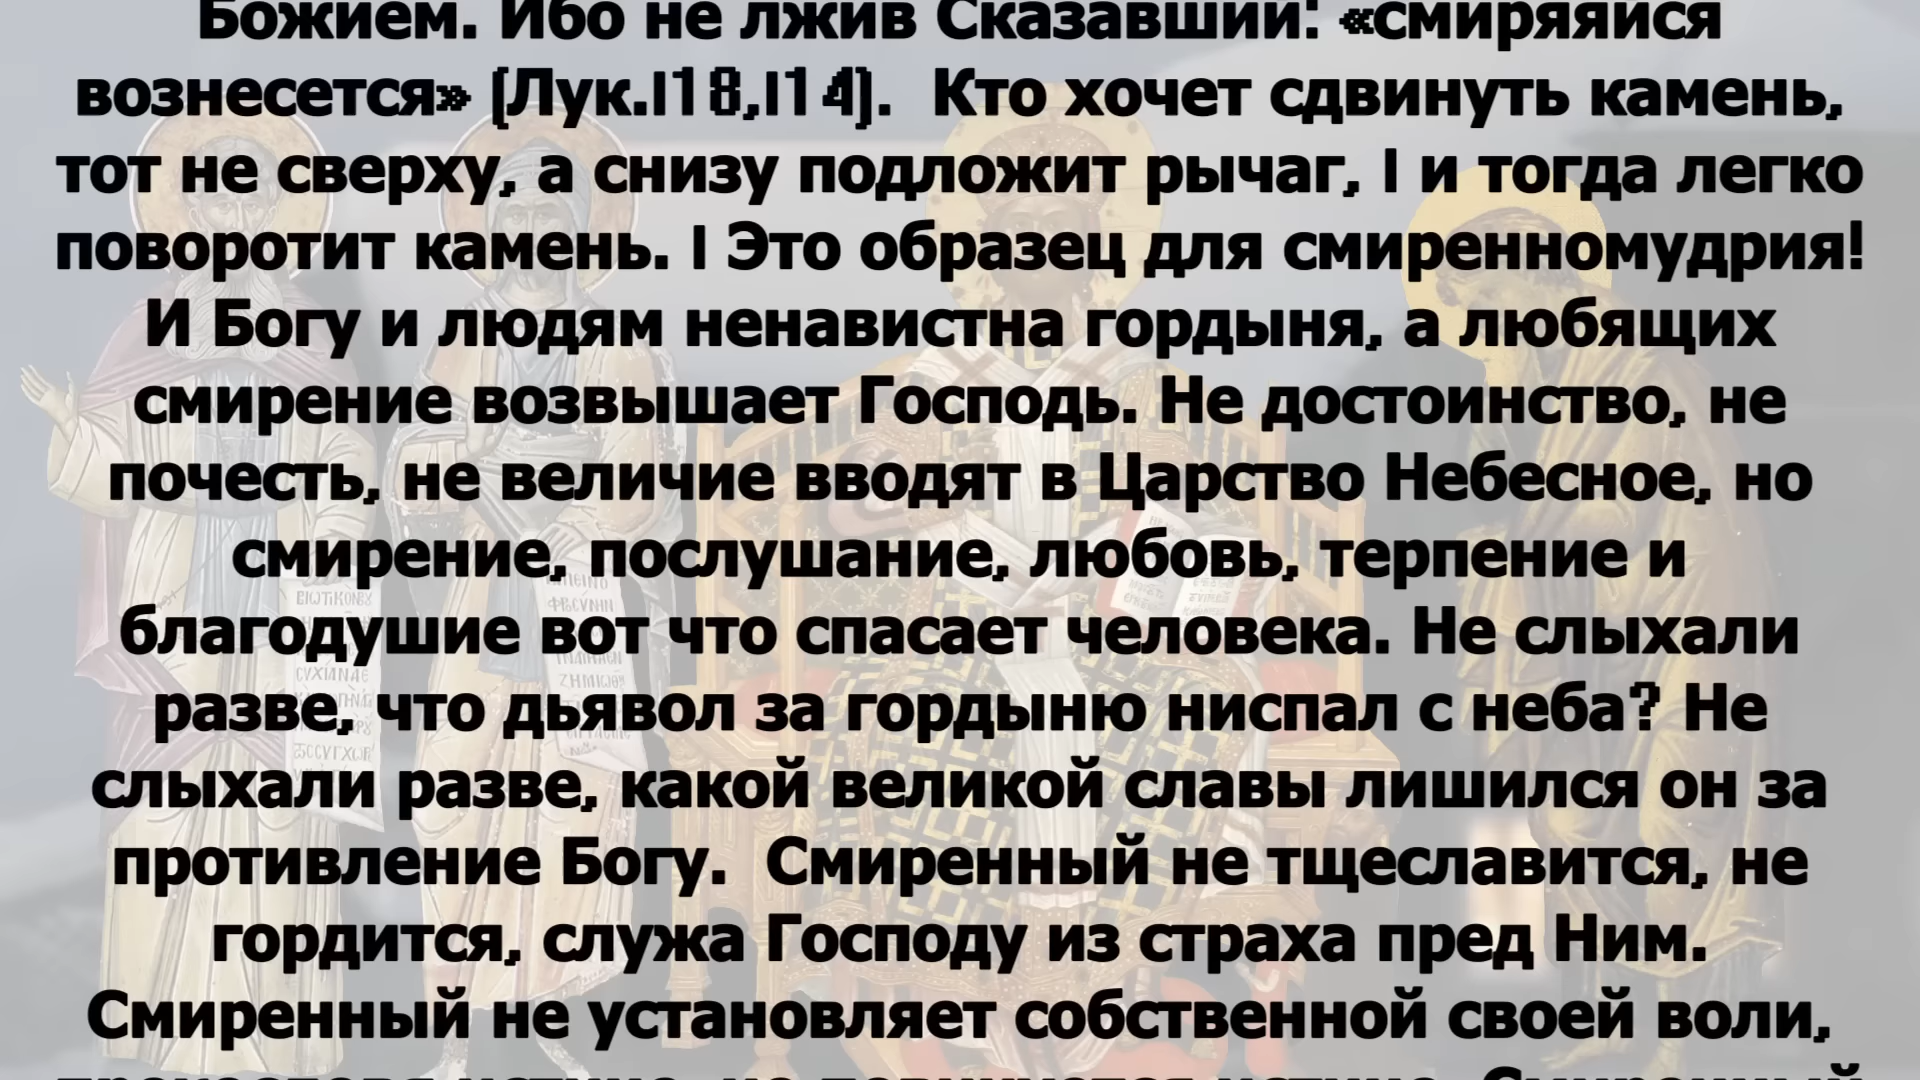 Божием. Ибо не лжив Сказавший: «смиряяйся
вознесется» (Лук.|18,|14). Кто хочет сдвинуть камень,
тот не сверху, а снизу подложит рычаг, | и тогда легко
поворотит камень. | Это образец для смиренномудрия!
И Богу и людям ненавистна гордыня, а любящих
смирение возвышает Господь. Не достоинство, не
почесть, не величие вводят в Царство Небесное, но
смирение, послушание, любовь, терпение и
благодушие вот что спасает человека. Не слыхали
разве, что дьявол за гордыню ниспал с неба? Не
слыхали разве, какой великой славы лишился он за
противление Богу. Смиренный не тщеславится, не
гордится, служа Господу из страха пред Ним.
Смиренный не установляет собственной своей воли,